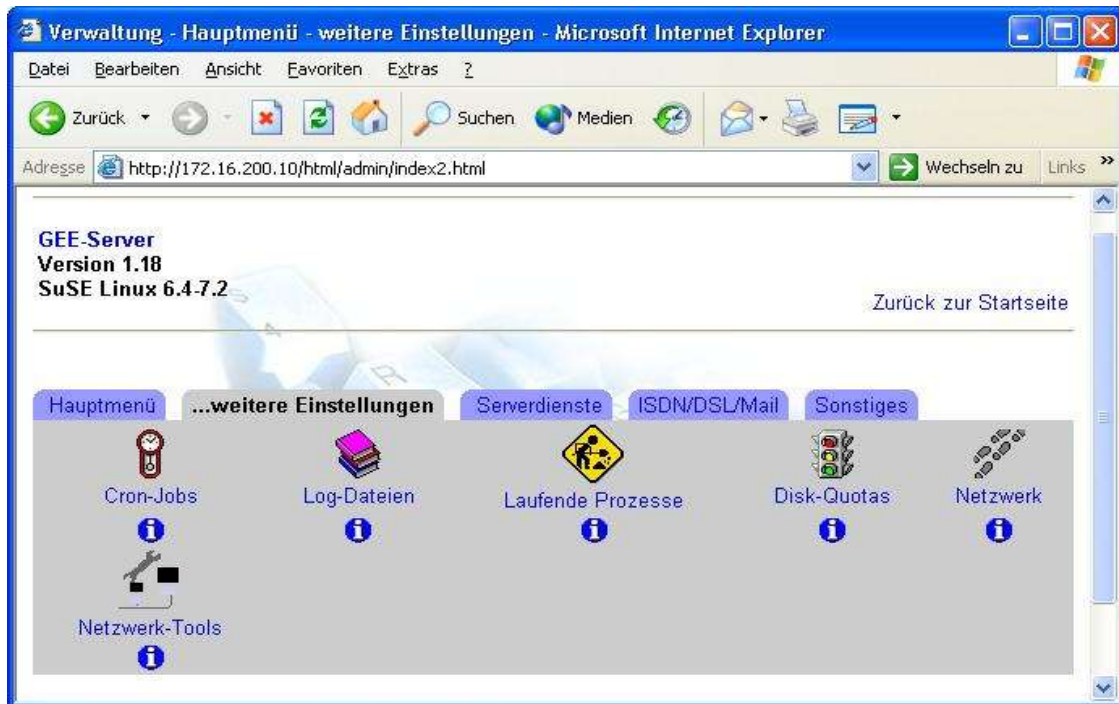 Verwaltung - Hauptmenü - weitere Einstellungen - Microsoft Internet Explorer
Datei Bearbeiten Ansicht Favoriten Extras ?
Zurück Suchen Medien
Adresse http://172.16.200.10/html/admin/index2.html Wechseln zu Links »
GEE-Server
Version 1.18
SuSE Linux 6.4-7.2
Zurück zur Startseite
Hauptmenü ...weitere Einstellungen Serverdienste ISDN/DSL/Mail Sonstiges
Cron-Jobs Log-Dateien Laufende Prozesse Disk-Quotas Netzwerk
Netzwerk-Tools